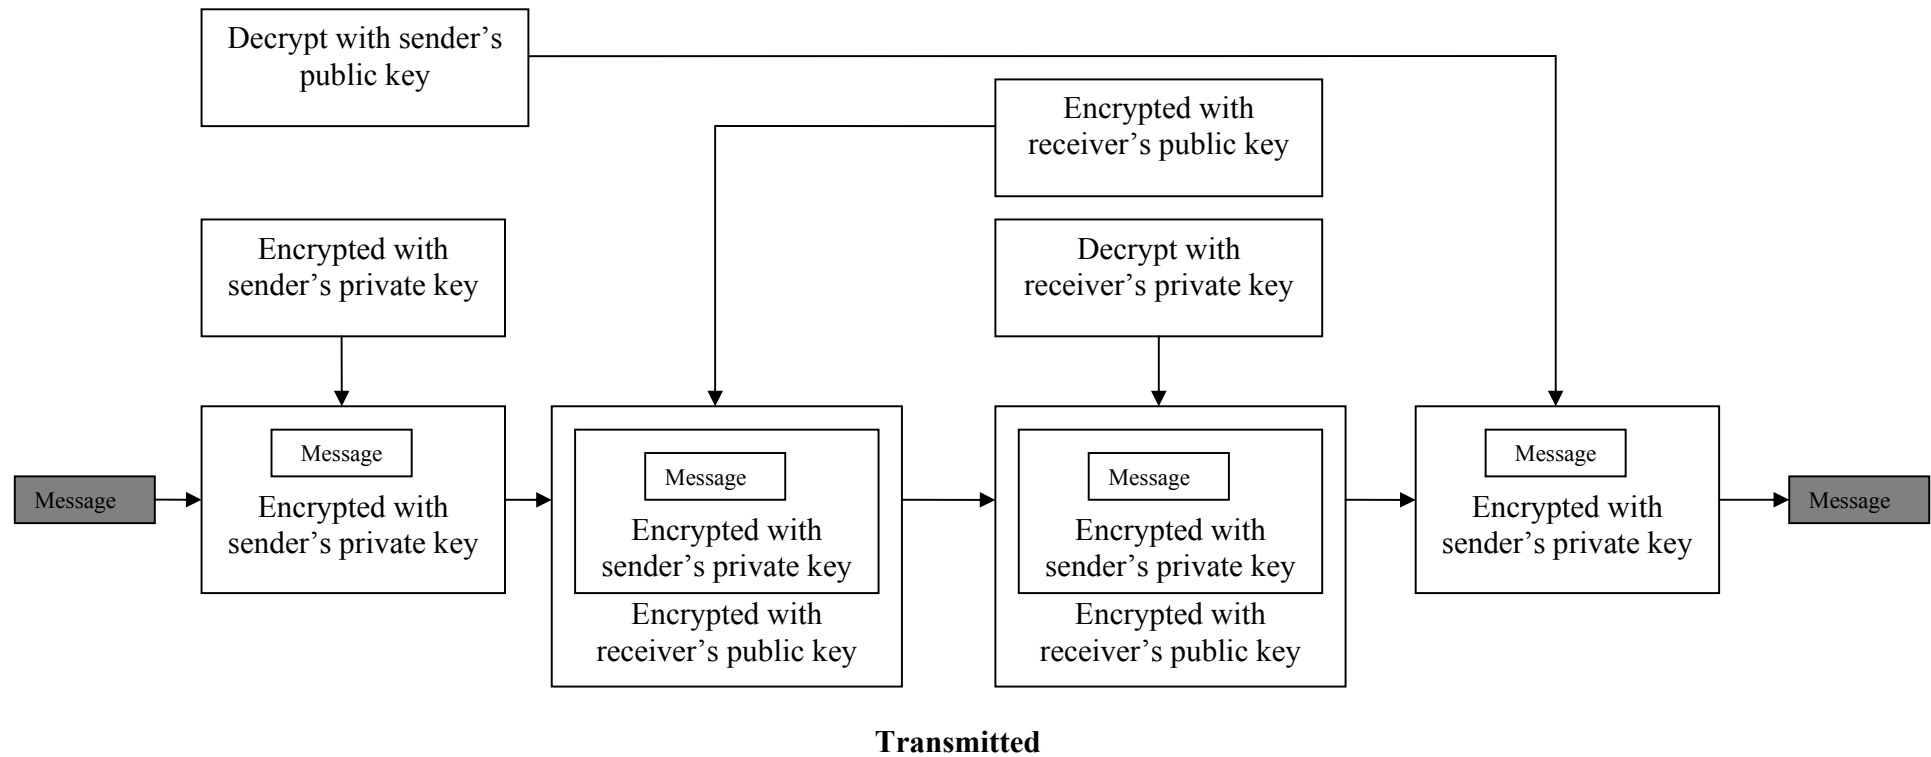 Decrypt with sender’s
public key
Encrypted with
receiver’s public key
Encrypted with
sender’s private key
Decrypt with
receiver’s private key
Message
Message
Encrypted with
sender’s private key
Message
Encrypted with
sender’s private key
Encrypted with
receiver’s public key
Message
Encrypted with
sender’s private key
Encrypted with
receiver’s public key
Message
Encrypted with
sender’s private key
Message
Transmitted